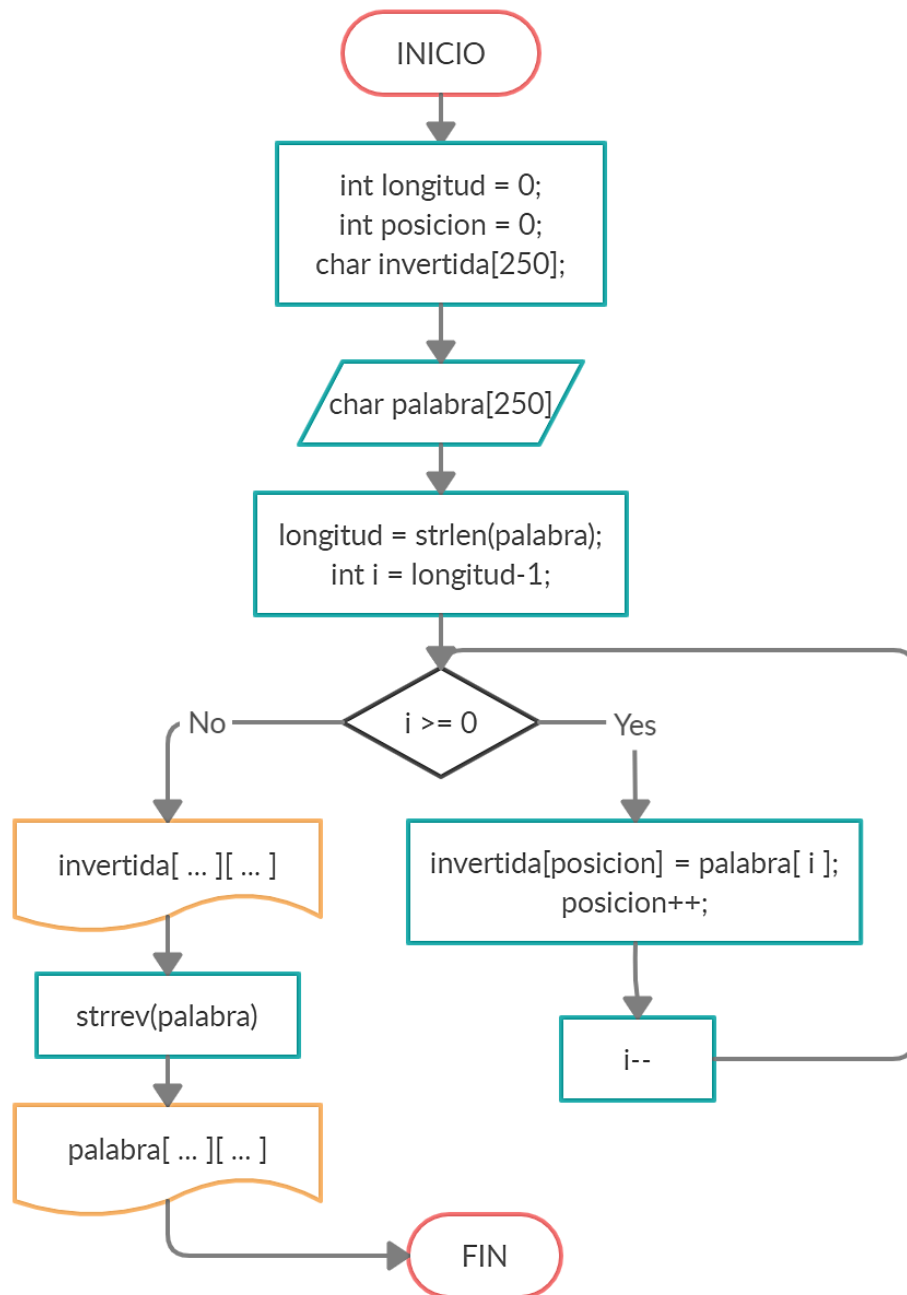 INICIO
int longitud = 0;
int posicion = 0;
char invertida[250];
char palabra[250]
longitud = strlen(palabra);
int i = longitud-1;
i >= 0
No
Yes
invertida[ ... ][ ... ]
invertida[posicion] = palabra[ i ];
posicion++;
strrev(palabra)
i--
palabra[ ... ][ ... ]
FIN